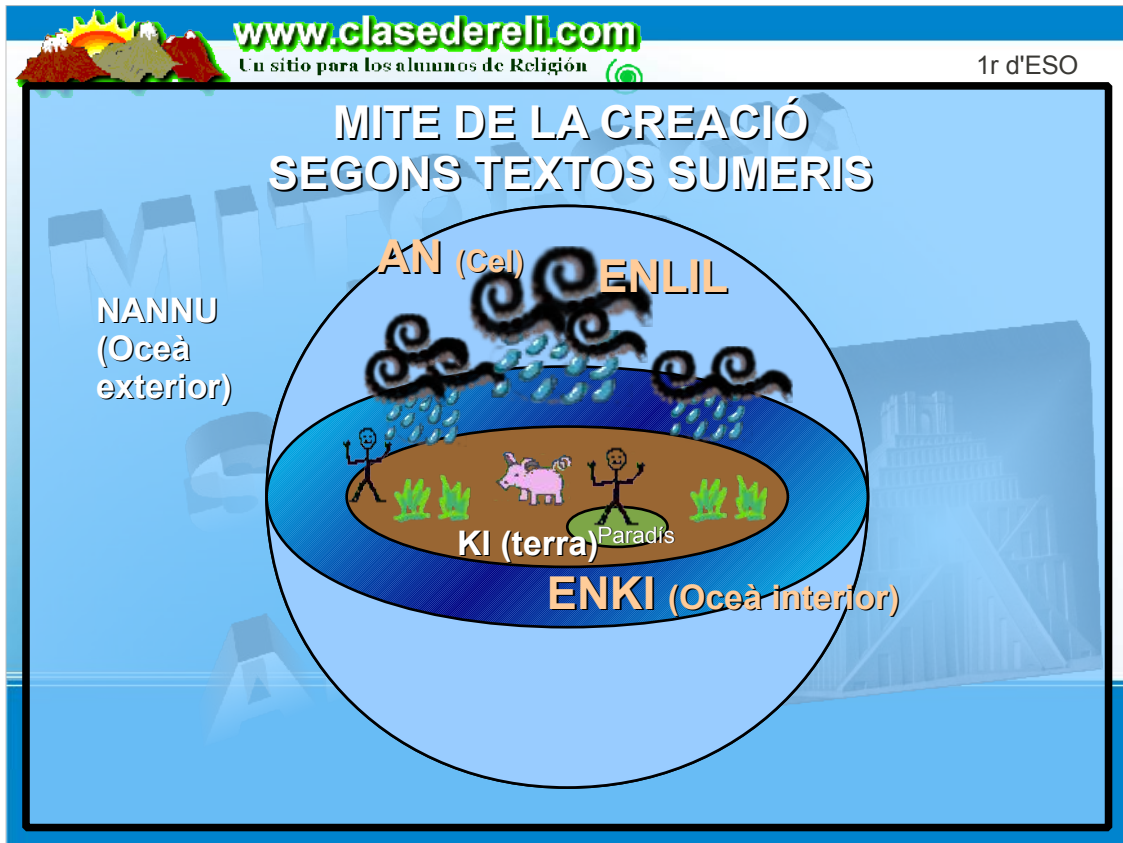 www.clasedereli.com
Un sitio para los alumnos de Religión
1r d'ESO
MITE DE LA CREACIÓ
SEGONS TEXTOS SUMERIS
AN (Cel)
ENLIL
NANNU
(Oceà
exterior)
Paradís
KI (terra)
ENKI (Oceà interior)